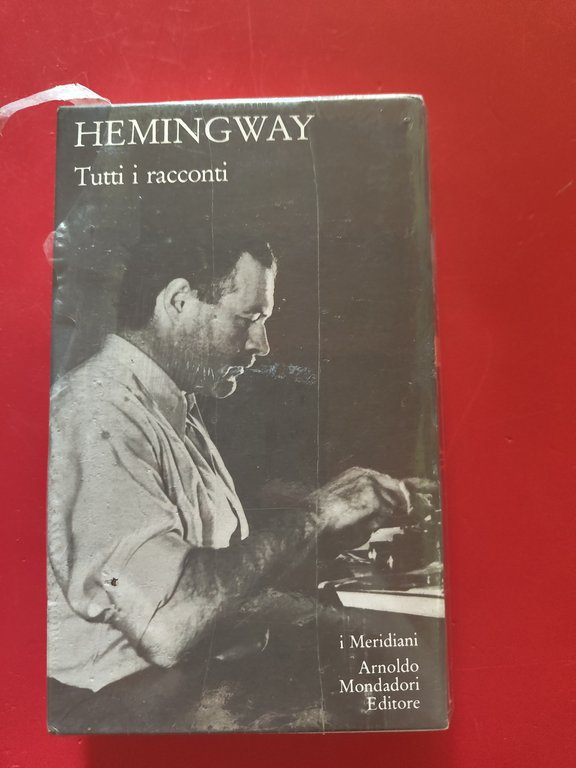 HEMINGWAY
Tutti i racconti
i Meridiani
Arnoldo
Mondadori
Editore